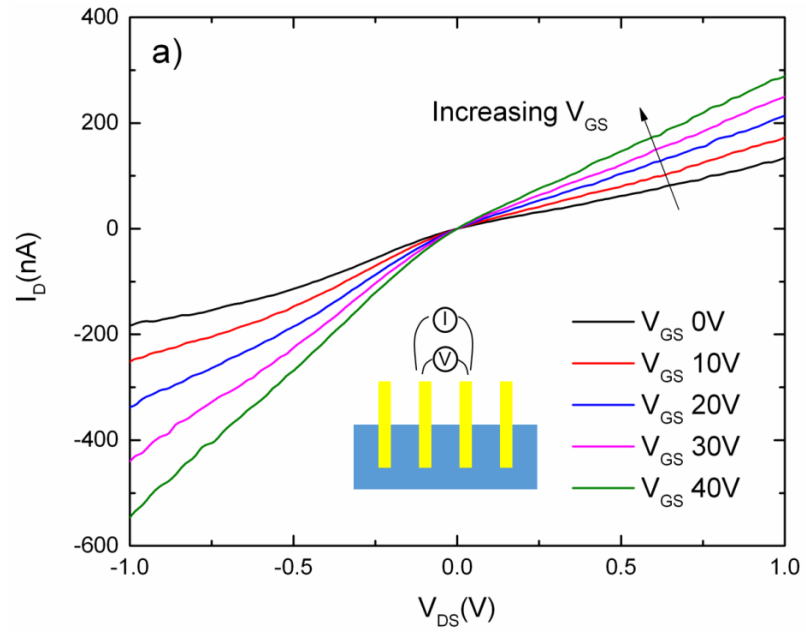 a)
400
200
0
-200
-400
-600
I_D(nA)
Increasing V_GS
I
V
V_GS 0V
V_GS 10V
V_GS 20V
V_GS 30V
V_GS 40V
-1.0 -0.5 0.0 0.5 1.0
V_DS(V)